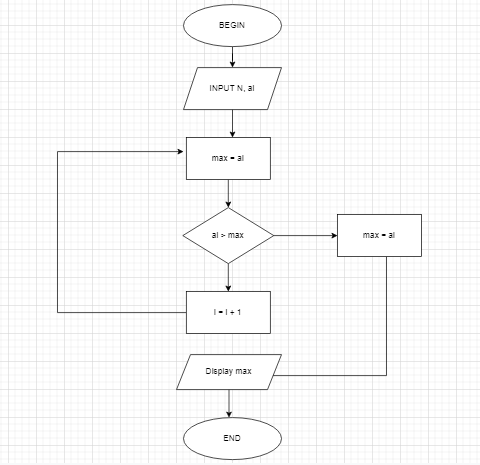 BEGIN
INPUT N, aI
max = aI
aI > max
max = aI
I = I + 1
Display max
END